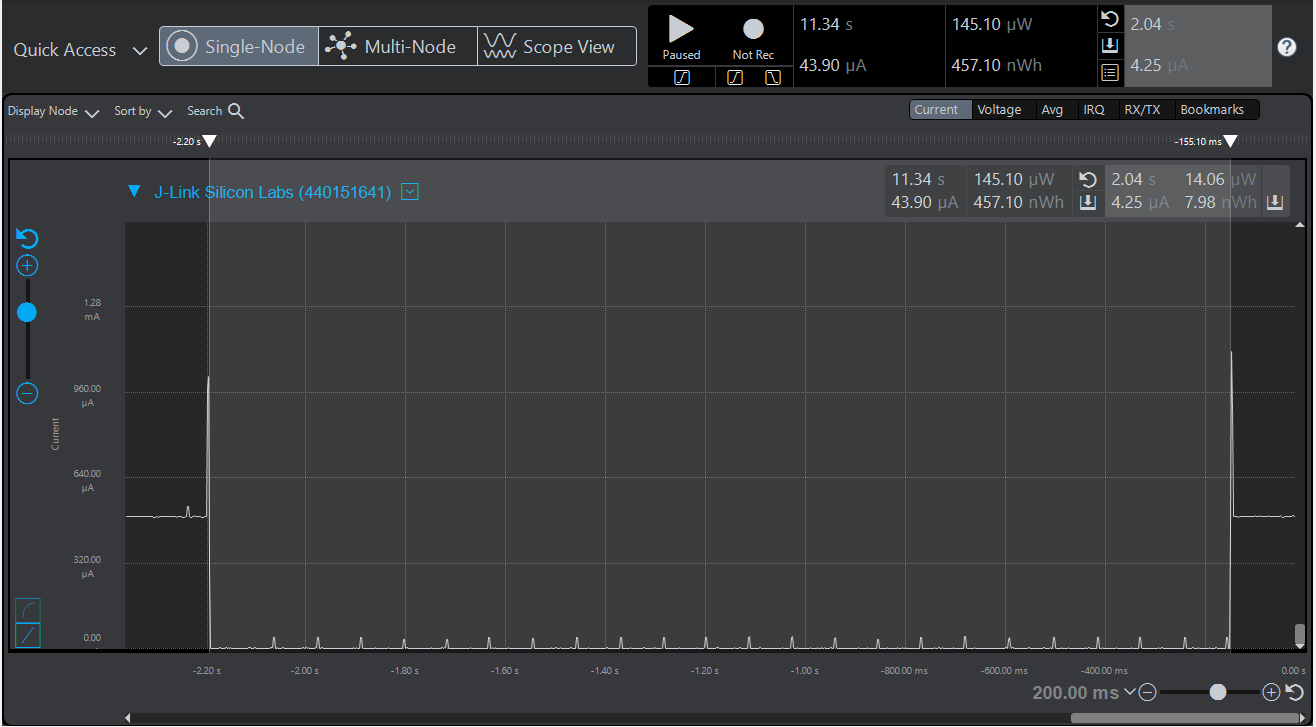 Quick Access Single-Node Multi-Node Scope View
Paused Not Rec
11.34 s 145.10 µW 2.04 s
43.90 µA 457.10 nWh 4.25 µA
Display Node Sort by Search
Current Voltage Avg IRQ RX/TX Bookmarks
-2.20 s -155.10 ms
J-Link Silicon Labs (440151641)
11.34 s 145.10 µW 2.04 s 14.06 µW
43.90 µA 457.10 nWh 4.25 µA 7.98 nWh
1.28
mA
960.00
µA
Current
640.00
µA
320.00
µA
0.00
-2.20 s -2.00 s -1.80 s -1.60 s -1.40 s -1.20 s -1.00 s -800.00 ms -600.00 ms -400.00 ms 0.00 s
200.00 ms